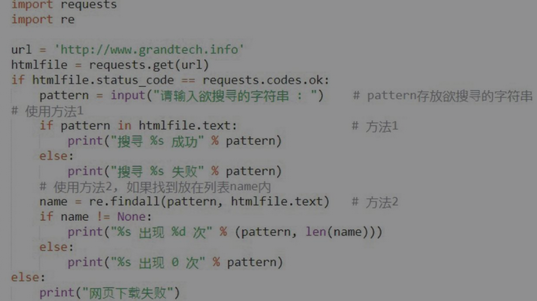 import requests
import re
url = 'http://www.grandtech.info'
htmlfile = requests.get(url)
if htmlfile.status_code == requests.codes.ok:
    pattern = input("请输入欲搜寻的字符串 : ")    # pattern存放欲搜寻的字符串
# 使用方法1
    if pattern in htmlfile.text:    # 方法1
        print("搜寻 %s 成功" % pattern)
    else:
        print("搜寻 %s 失败" % pattern)
    # 使用方法2, 如果找到放在列表name内
    name = re.findall(pattern, htmlfile.text)    # 方法2
    if name != None:
        print("%s 出现 %d 次" % (pattern, len(name)))
    else:
        print("%s 出现 0 次" % pattern)
else:
    print("网页下载失败")